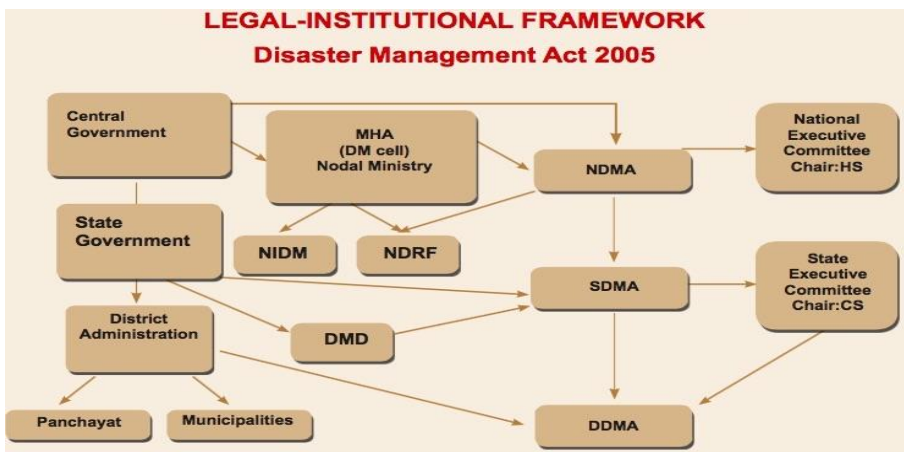 LEGAL-INSTITUTIONAL FRAMEWORK
Disaster Management Act 2005
Central
Government
MHA
(DM cell)
Nodal Ministry
NDMA
National
Executive
Committee
Chair:HS
State
Government
NIDM
NDRF
SDMA
State
Executive
Committee
Chair:CS
District
Administration
DMD
Panchayat
Municipalities
DDMA